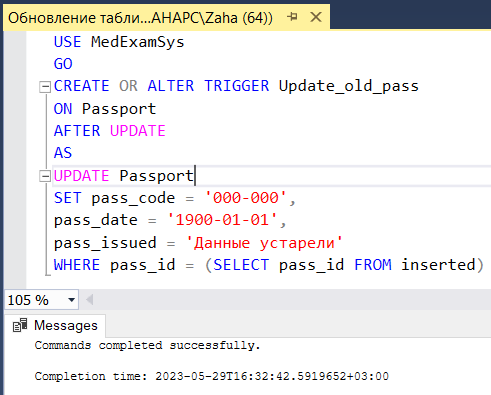 Обновление табли...AHAPC\Zaha (64))
USE MedExamSys
GO
CREATE OR ALTER TRIGGER Update_old_pass
ON Passport
AFTER UPDATE
AS
UPDATE Passport
SET pass_code = '000-000',
pass_date = '1900-01-01',
pass_issued = 'Данные устарели'
WHERE pass_id = (SELECT pass_id FROM inserted)
105 %
Messages
Commands completed successfully.
Completion time: 2023-05-29T16:32:42.5919652+03:00